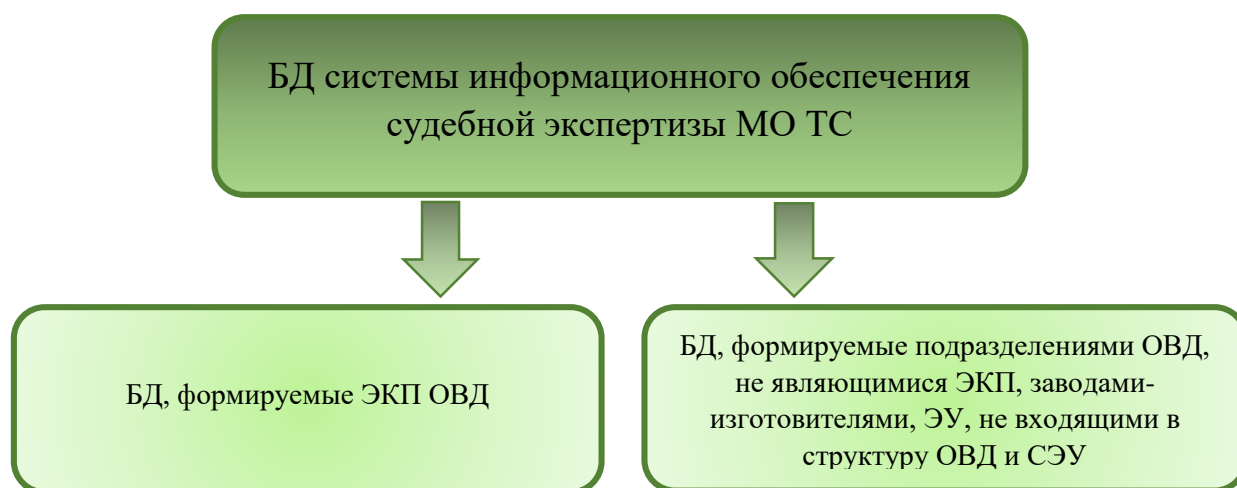 БД системы информационного обеспечения
судебной экспертизы МО ТС
БД, формируемые ЭКП ОВД
БД, формируемые подразделениями ОВД,
не являющимися ЭКП, заводами-
изготовителями, ЭУ, не входящими в
структуру ОВД и СЭУ